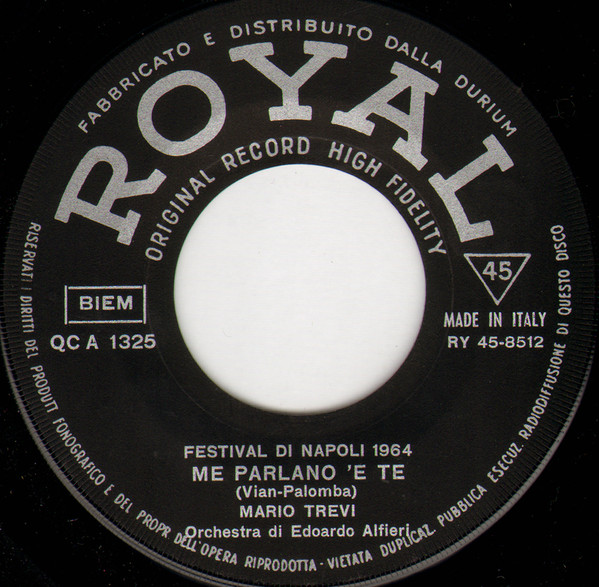 FABBRICATO E DISTRIBUITO DALLA DURIUM
ROYAL
ORIGINAL RECORD HIGH FIDELITY
BIEM
QC A 1325
45
MADE IN ITALY
RY 45-8512
FESTIVAL DI NAPOLI 1964
ME PARLANO 'E TE
(Vian-Palomba)
MARIO TREVI
Orchestra di Edoardo Alfieri
RISERVATI I DIRITTI DEL PRODUT. FONOGRAFICO E DEL PROPR. DELL'OPERA RIPRODOTTA - VIETATA DUPLICAZ. PUBBLICA ESECUZ. RADIODIFFUSIONE DI QUESTO DISCO